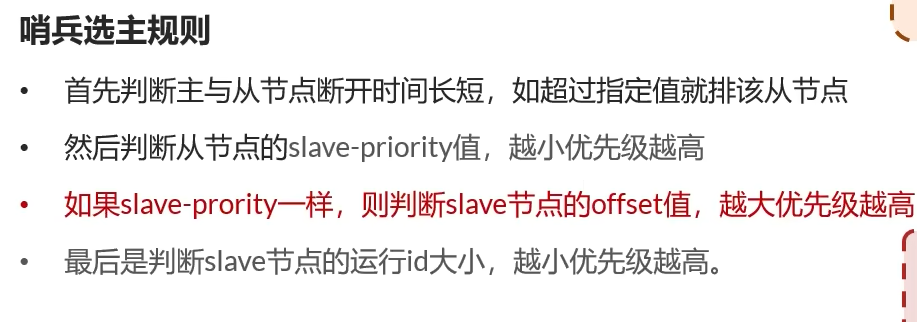 哨兵选主规则
• 首先判断主与从节点断开时间长短，如超过指定值就排该从节点
• 然后判断从节点的slave-priority值，越小优先级越高
• 如果slave-prority一样，则判断slave节点的offset值，越大优先级越高
• 最后是判断slave节点的运行id大小，越小优先级越高。